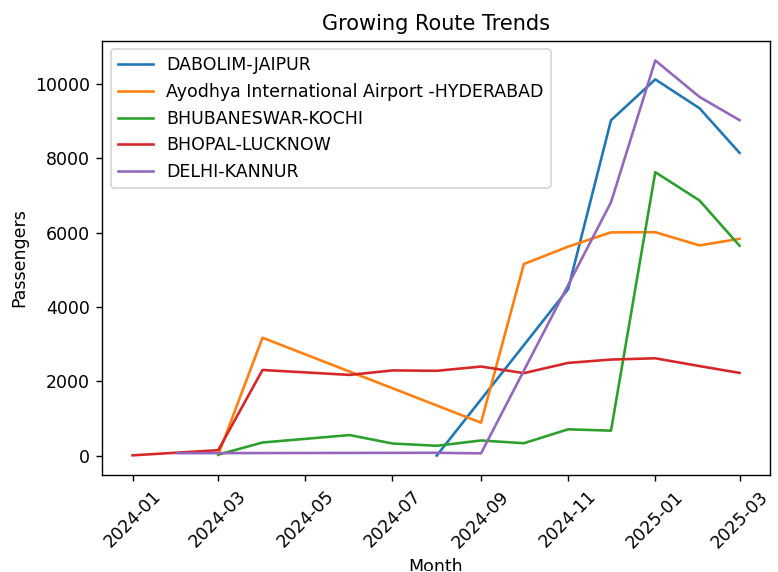 Growing Route Trends
DABOLIM-JAIPUR
Ayodhya International Airport -HYDERABAD
BHUBANESWAR-KOCHI
BHOPAL-LUCKNOW
DELHI-KANNUR
Passengers
10000
8000
6000
4000
2000
0
2024-01
2024-03
2024-05
2024-07
2024-09
2024-11
2025-01
2025-03
Month